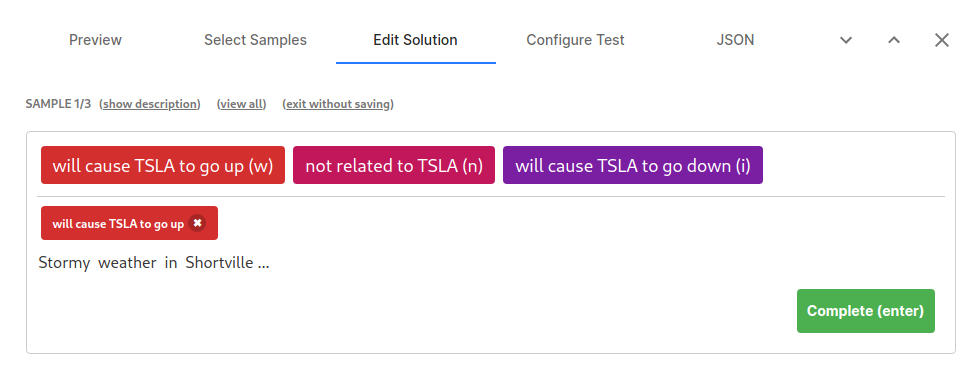 Preview Select Samples Edit Solution Configure Test JSON
SAMPLE 1/3 (show description) (view all) (exit without saving)
will cause TSLA to go up (w) not related to TSLA (n) will cause TSLA to go down (i)
will cause TSLA to go up ✖
Stormy weather in Shortville ...
Complete (enter)